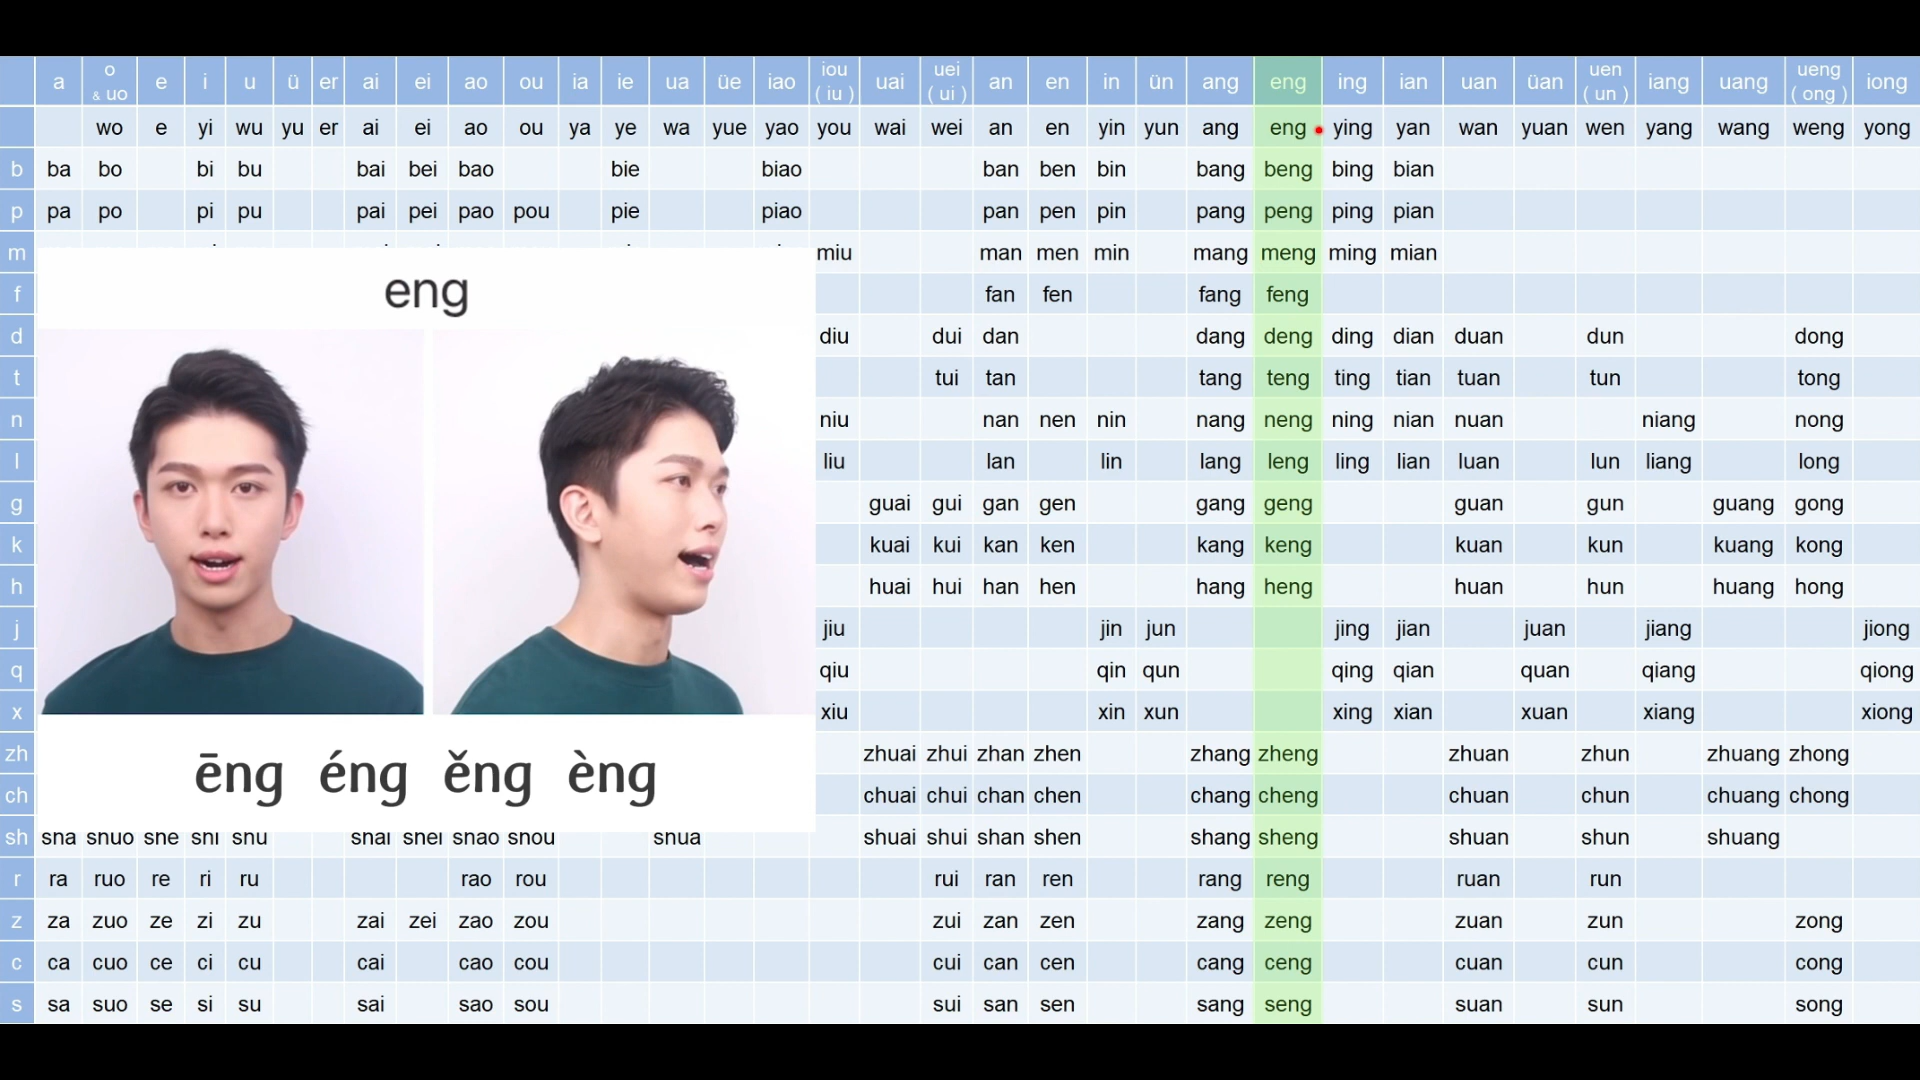 a o & uo e i u ü er ai ei ao ou ia ie ua üe iao iou ( iu ) uai uei ( ui ) an en in ün ang eng ing ian uan üan uen ( un ) iang uang ueng ( ong ) iong
wo e yi wu yu er ai ei ao ou ya ye wa yue yao you wai wei an en yin yun ang eng ying yan wan yuan wen yang wang weng yong
b ba bo bi bu bai bei bao bie biao ban ben bin bang beng bing bian
p pa po pi pu pai pei pao pou pie piao pan pen pin pang peng ping pian
m miu man men min mang meng ming mian
eng
f fan fen fang feng
d diu dui dan dang deng ding dian duan dun dong
t tui tan tang teng ting tian tuan tun tong
n niu nan nen nin nang neng ning nian nuan niang nong
l liu lan lin lang leng ling lian luan lun liang long
g guai gui gan gen gang geng guan gun guang gong
k kuai kui kan ken kang keng kuan kun kuang kong
h huai hui han hen hang heng huan hun huang hong
j jiu jin jun jing jian juan jiang jiong
q qiu qin qun qing qian quan qiang qiong
x xiu xin xun xing xian xuan xiang xiong
zh zhuai zhui zhan zhen zhang zheng zhuan zhun zhuang zhong
ēng éng ěng èng
ch chuai chui chan chen chang cheng chuan chun chuang chong
sh sha shuo she shi shu shai shei shao shou shua shuai shui shan shen shang sheng shuan shun shuang
r ra ruo re ri ru rao rou rui ran ren rang reng ruan run
z za zuo ze zi zu zai zei zao zou zui zan zen zang zeng zuan zun zong
c ca cuo ce ci cu cai cao cou cui can cen cang ceng cuan cun cong
s sa suo se si su sai sao sou sui san sen sang seng suan sun song